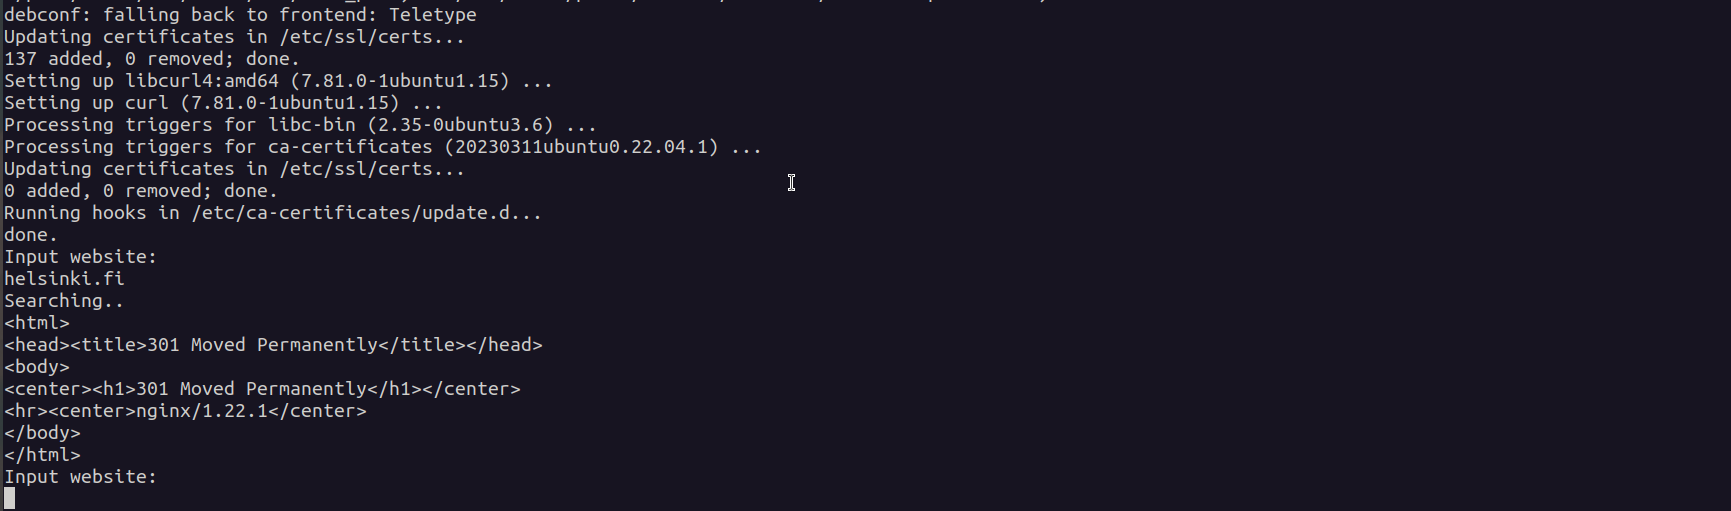 debconf: falling back to frontend: Teletype
Updating certificates in /etc/ssl/certs...
137 added, 0 removed; done.
Setting up libcurl4:amd64 (7.81.0-1ubuntu1.15) ...
Setting up curl (7.81.0-1ubuntu1.15) ...
Processing triggers for libc-bin (2.35-0ubuntu3.6) ...
Processing triggers for ca-certificates (20230311ubuntu0.22.04.1) ...
Updating certificates in /etc/ssl/certs...
0 added, 0 removed; done.
Running hooks in /etc/ca-certificates/update.d...
done.
Input website:
helsinki.fi
Searching..
<html>
<head><title>301 Moved Permanently</title></head>
<body>
<center><h1>301 Moved Permanently</h1></center>
<hr><center>nginx/1.22.1</center>
</body>
</html>
Input website: